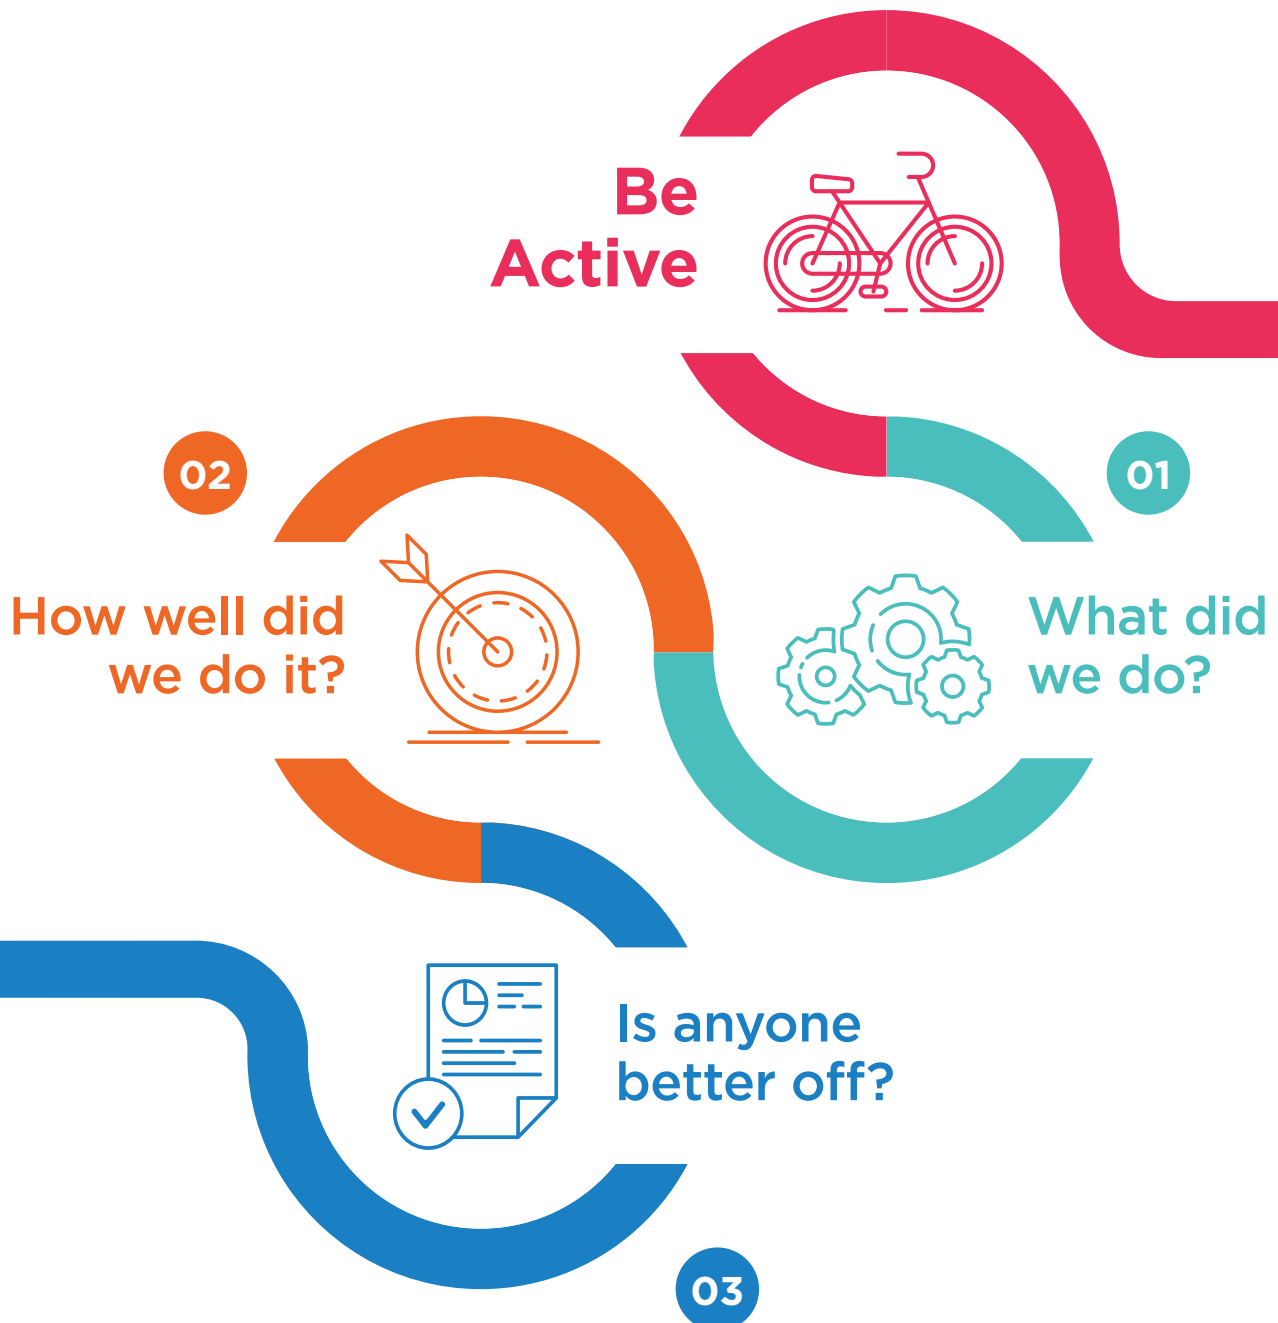 Be
Active
01
What did
we do?
02
How well did
we do it?
Is anyone
better off?
03